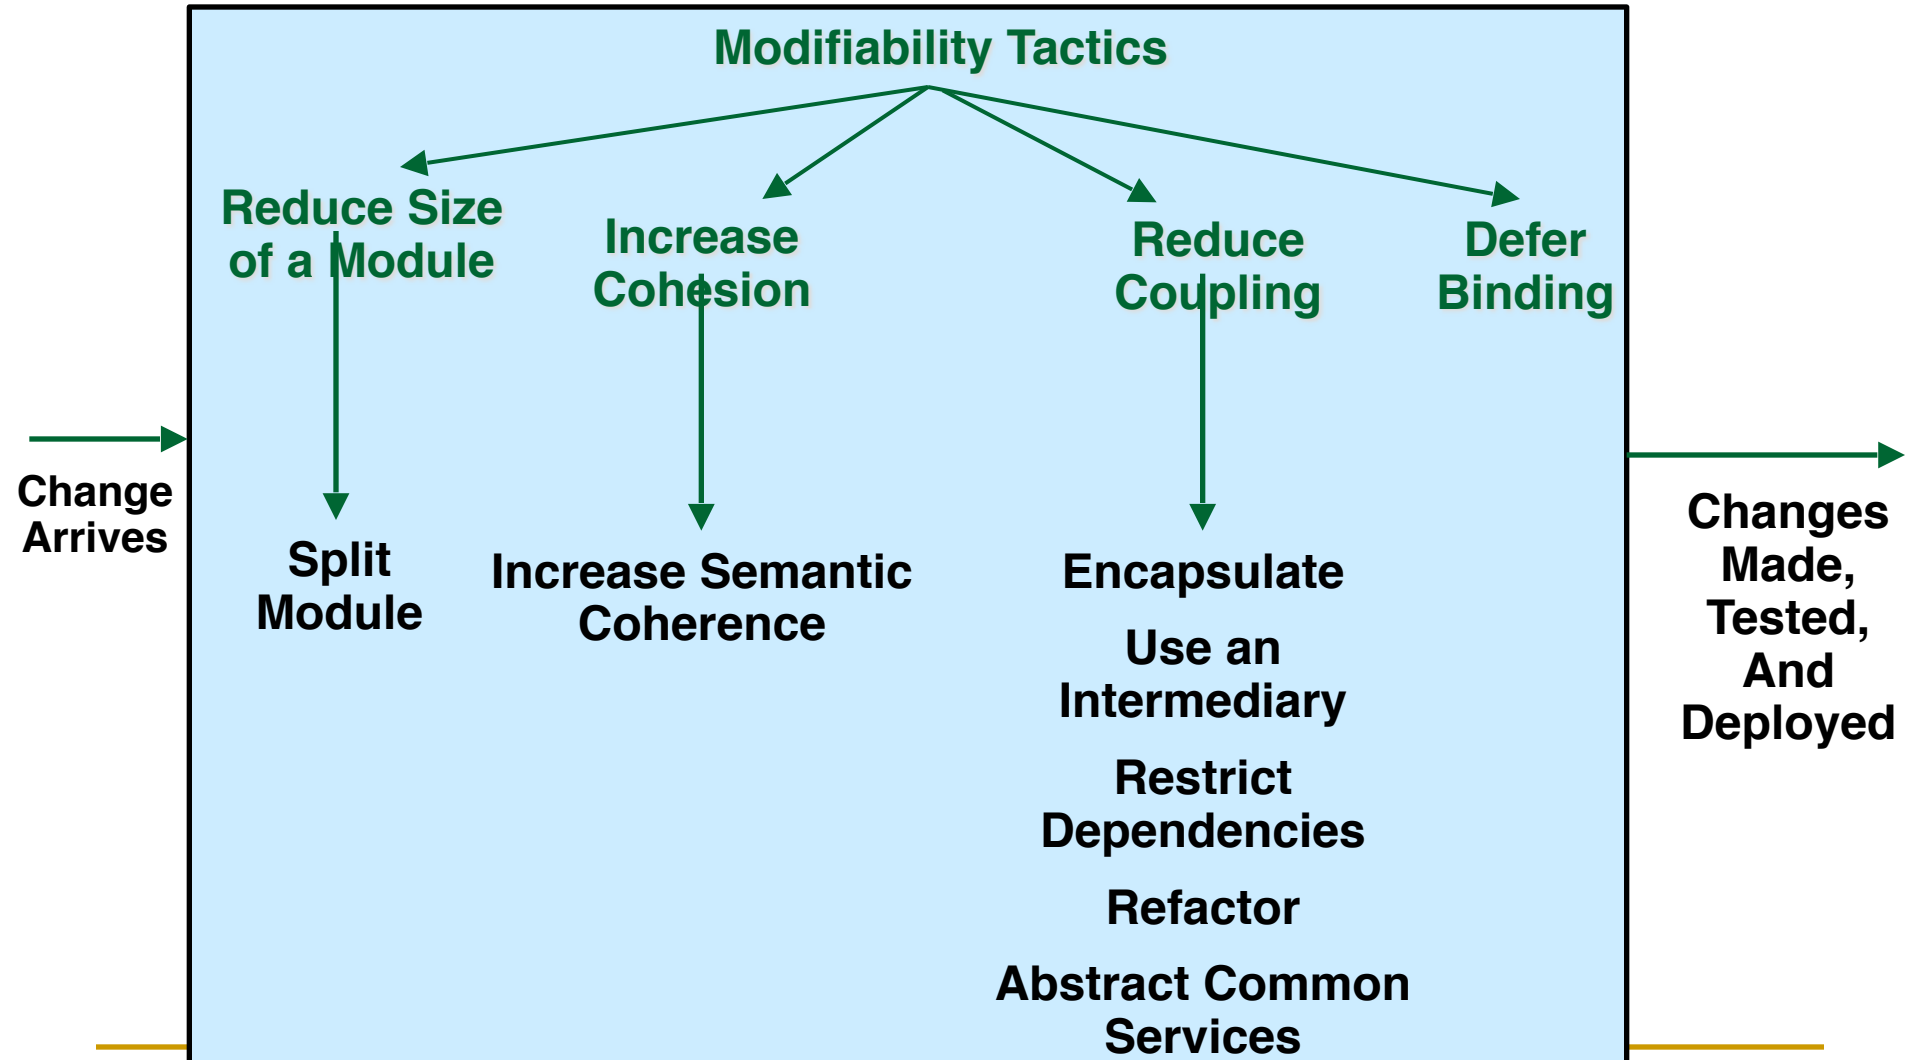 Modifiability Tactics
Reduce Size
of a Module
Increase
Cohesion
Reduce
Coupling
Defer
Binding
Change
Arrives
Split
Module
Increase Semantic
Coherence
Encapsulate
Use an
Intermediary
Restrict
Dependencies
Refactor
Abstract Common
Services
Changes
Made,
Tested,
And
Deployed